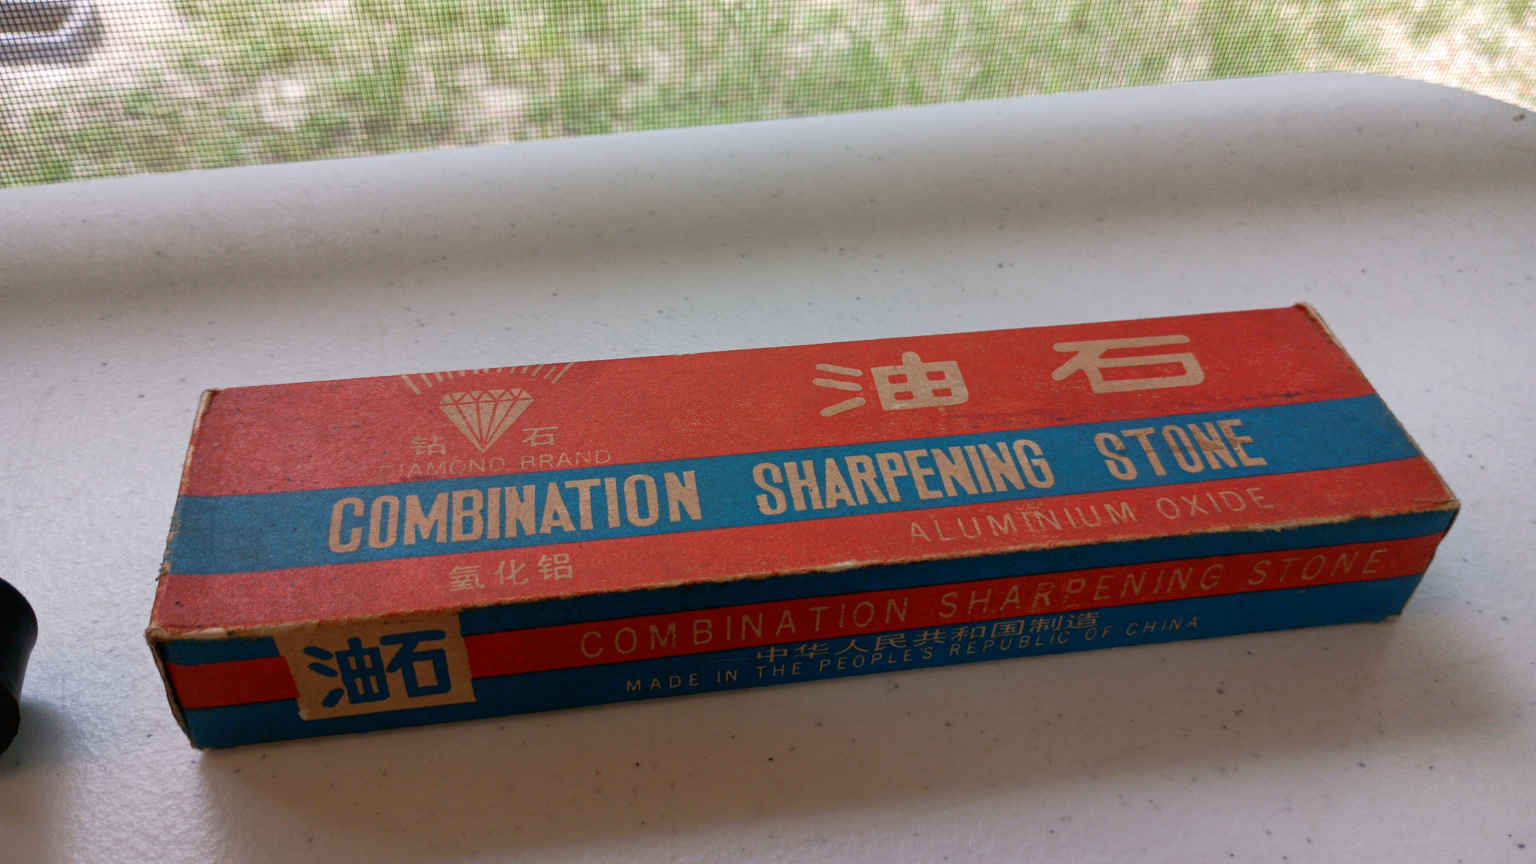 油石
钻 石
DIAMOND BRAND
COMBINATION SHARPENING STONE
氧化铝 ALUMINIUM OXIDE
油石
COMBINATION SHARPENING STONE
中华人民共和国制造
MADE IN THE PEOPLE'S REPUBLIC OF CHINA